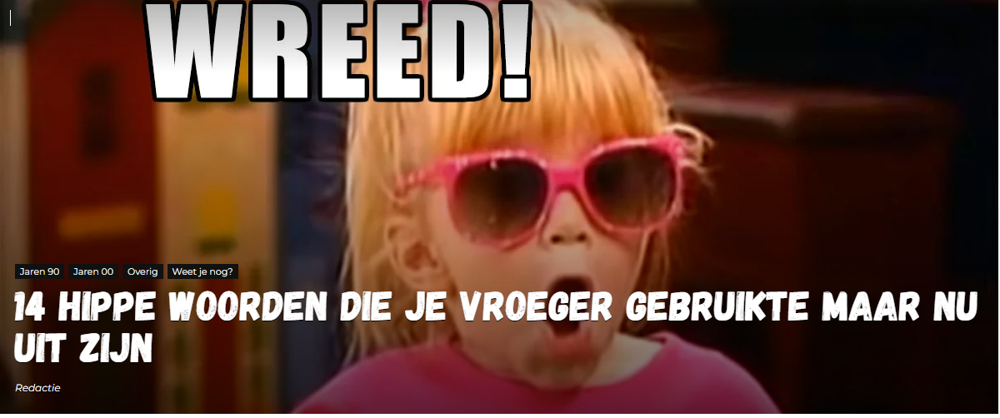 WREED!
Jaren 90 Jaren 00 Overig Weet je nog?
14 HIPPE WOORDEN DIE JE VROEGER GEBRUIKTE MAAR NU
UIT ZIJN
Redactie